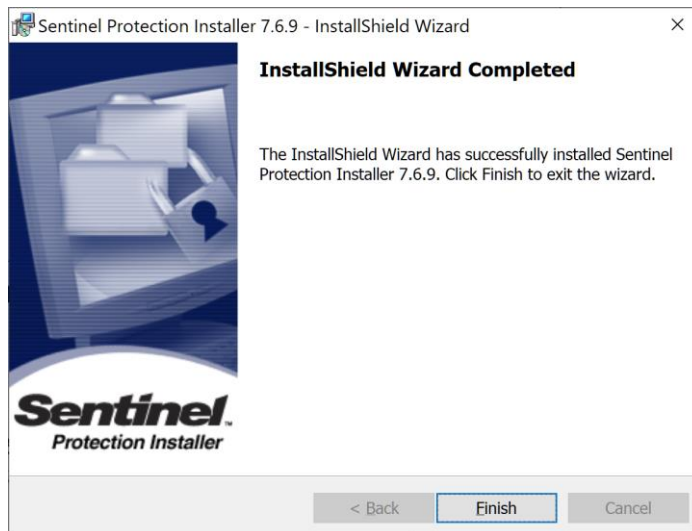 Sentinel Protection Installer 7.6.9 - InstallShield Wizard
InstallShield Wizard Completed
The InstallShield Wizard has successfully installed Sentinel
Protection Installer 7.6.9. Click Finish to exit the wizard.
Sentinel™
Protection Installer
< Back
Finish
Cancel